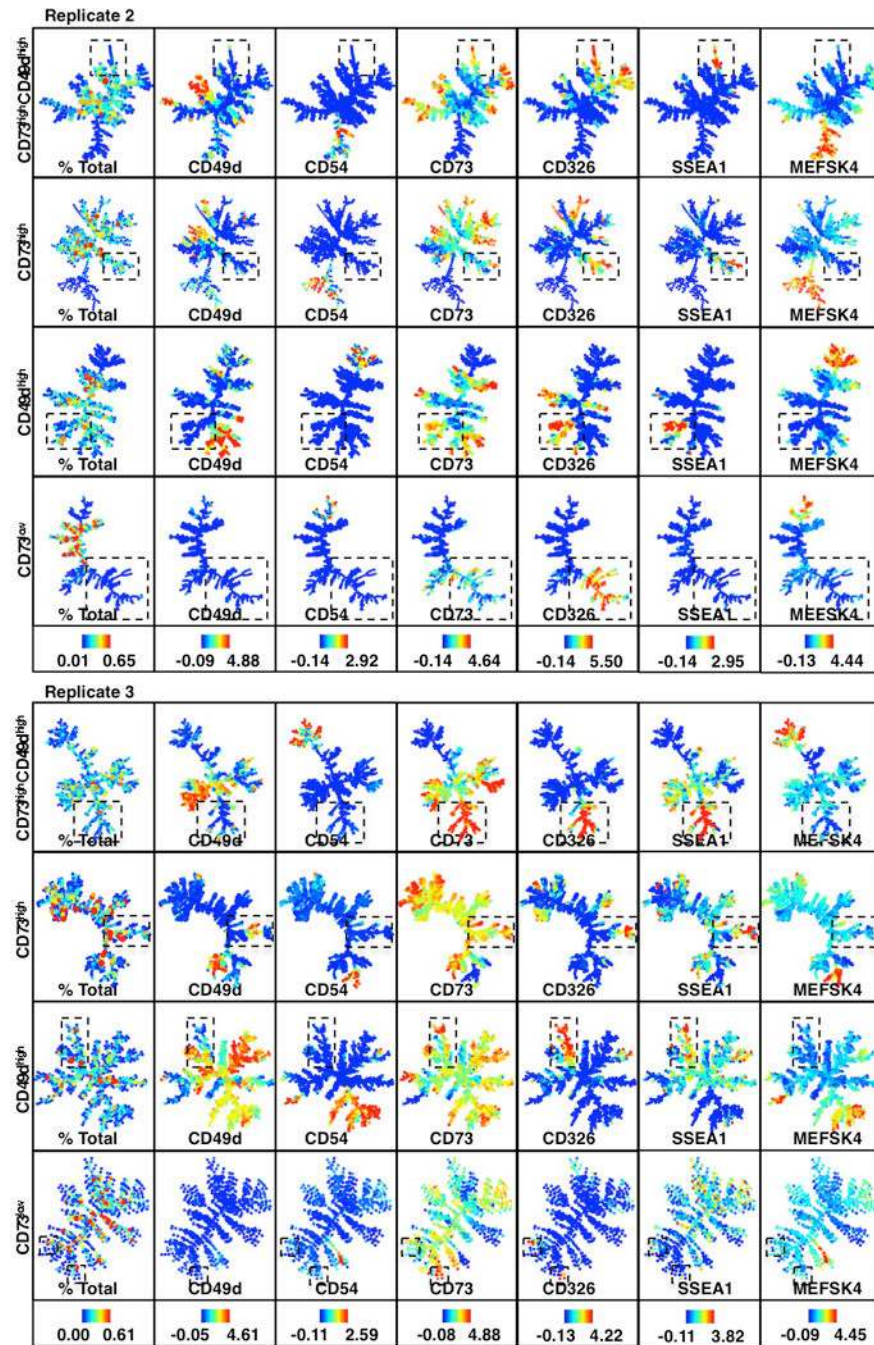 Replicate 2
CD73high CD49dhigh
% Total CD49d CD54 CD73 CD326 SSEA1 MEFSK4
CD73high
% Total CD49d CD54 CD73 CD326 SSEA1 MEFSK4
CD49dhigh
% Total CD49d CD54 CD73 CD326 SSEA1 MEFSK4
CD73low
% Total CD49d CD54 CD73 CD326 SSEA1 MEFSK4
0.01 0.65 -0.09 4.88 -0.14 2.92 -0.14 4.64 -0.14 5.50 -0.14 2.95 -0.13 4.44
Replicate 3
CD73high CD49dhigh
% Total CD49d CD54 CD73 CD326 SSEA1 MEFSK4
CD73high
% Total CD49d CD54 CD73 CD326 SSEA1 MEFSK4
CD49dhigh
% Total CD49d CD54 CD73 CD326 SSEA1 MEFSK4
CD73low
% Total CD49d CD54 CD73 CD326 SSEA1 MEFSK4
0.00 0.61 -0.05 4.61 -0.11 2.59 -0.08 4.88 -0.13 4.22 -0.11 3.82 -0.09 4.45